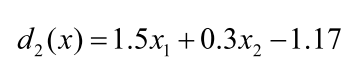 d₂(x) = 1.5x₁ + 0.3x₂ − 1.17